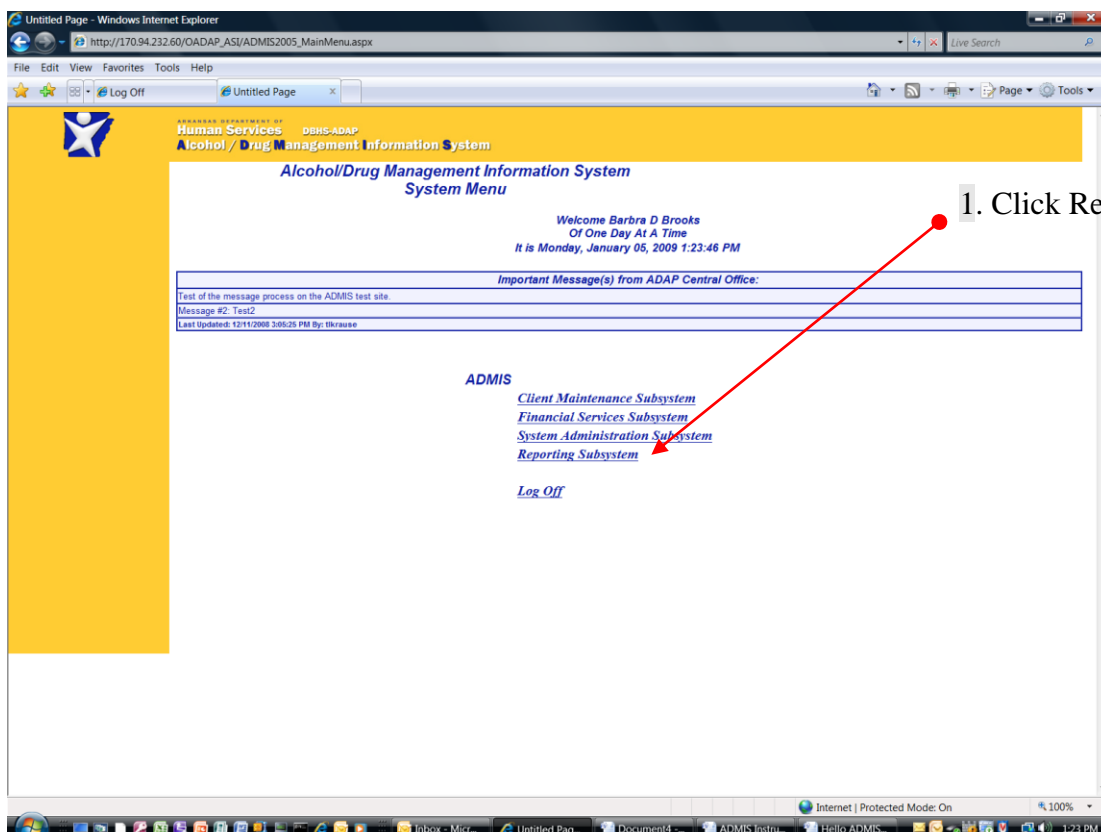 Untitled Page - Windows Internet Explorer
http://170.94.232.60/OADAP_ASI/ADMIS2005_MainMenu.aspx
Live Search
File Edit View Favorites Tools Help
Log Off
Untitled Page
Page
Tools
ARKANSAS DEPARTMENT OF
Human Services DBHS-ADAP
Alcohol / Drug Management Information System
Alcohol/Drug Management Information System
System Menu
1. Click Re
Welcome Barbra D Brooks
Of One Day At A Time
It is Monday, January 05, 2009 1:23:46 PM
Important Message(s) from ADAP Central Office:
Test of the message process on the ADMIS test site.
Message #2: Test2
Last Updated: 12/11/2008 3:05:25 PM By: tlkrause
ADMIS
Client Maintenance Subsystem
Financial Services Subsystem
System Administration Subsystem
Reporting Subsystem
Log Off
Internet | Protected Mode: On
100%
Inbox - Micr...
Untitled Pag...
Document4 -...
ADMIS Instru...
Hello ADMIS...
1:23 PM